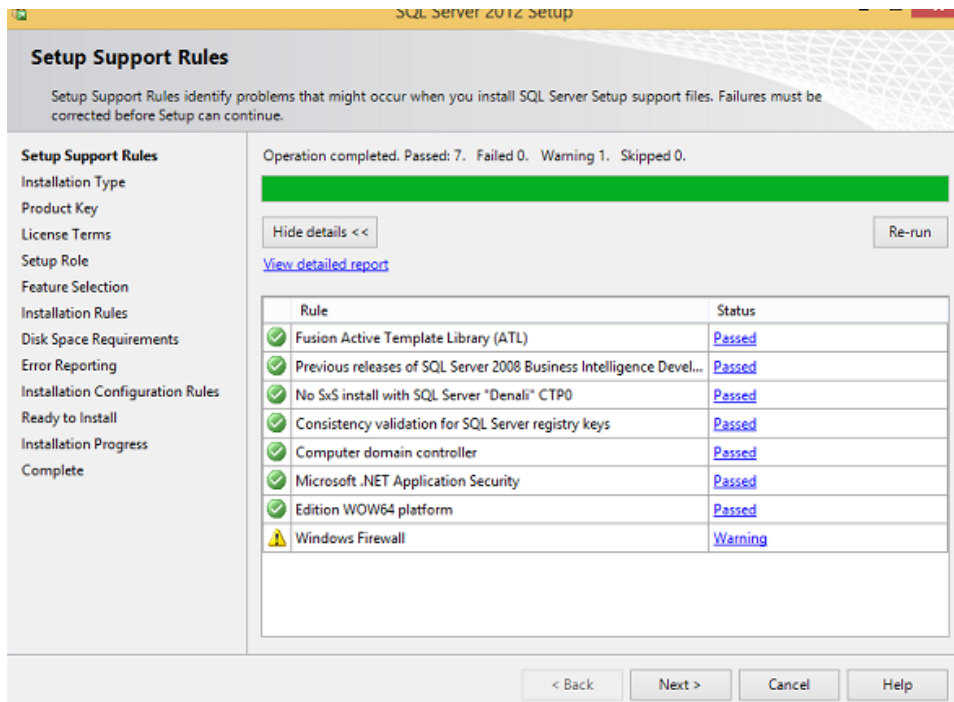 SQL Server 2012 Setup
Setup Support Rules
Setup Support Rules identify problems that might occur when you install SQL Server Setup support files. Failures must be
corrected before Setup can continue.
Setup Support Rules
Installation Type
Product Key
License Terms
Setup Role
Feature Selection
Installation Rules
Disk Space Requirements
Error Reporting
Installation Configuration Rules
Ready to Install
Installation Progress
Complete
Operation completed. Passed: 7. Failed 0. Warning 1. Skipped 0.
Hide details <<
Re-run
View detailed report
Rule Status
Fusion Active Template Library (ATL) Passed
Previous releases of SQL Server 2008 Business Intelligence Devel... Passed
No SxS install with SQL Server "Denali" CTP0 Passed
Consistency validation for SQL Server registry keys Passed
Computer domain controller Passed
Microsoft .NET Application Security Passed
Edition WOW64 platform Passed
Windows Firewall Warning
< Back Next > Cancel Help